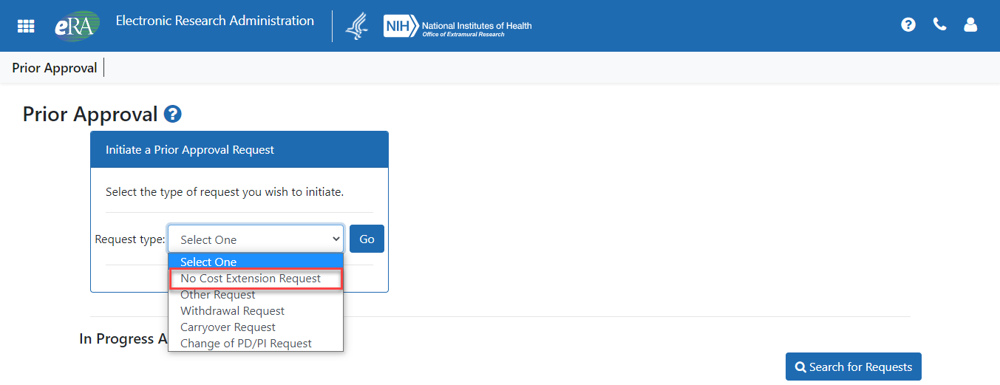 eRA
Electronic Research Administration
NIH
National Institutes of Health
Office of Extramural Research
Prior Approval
Prior Approval ?
Initiate a Prior Approval Request
Select the type of request you wish to initiate.
Request type: Select One Go
Select One
No Cost Extension Request
Other Request
Withdrawal Request
Carryover Request
Change of PD/PI Request
In Progress A
Search for Requests